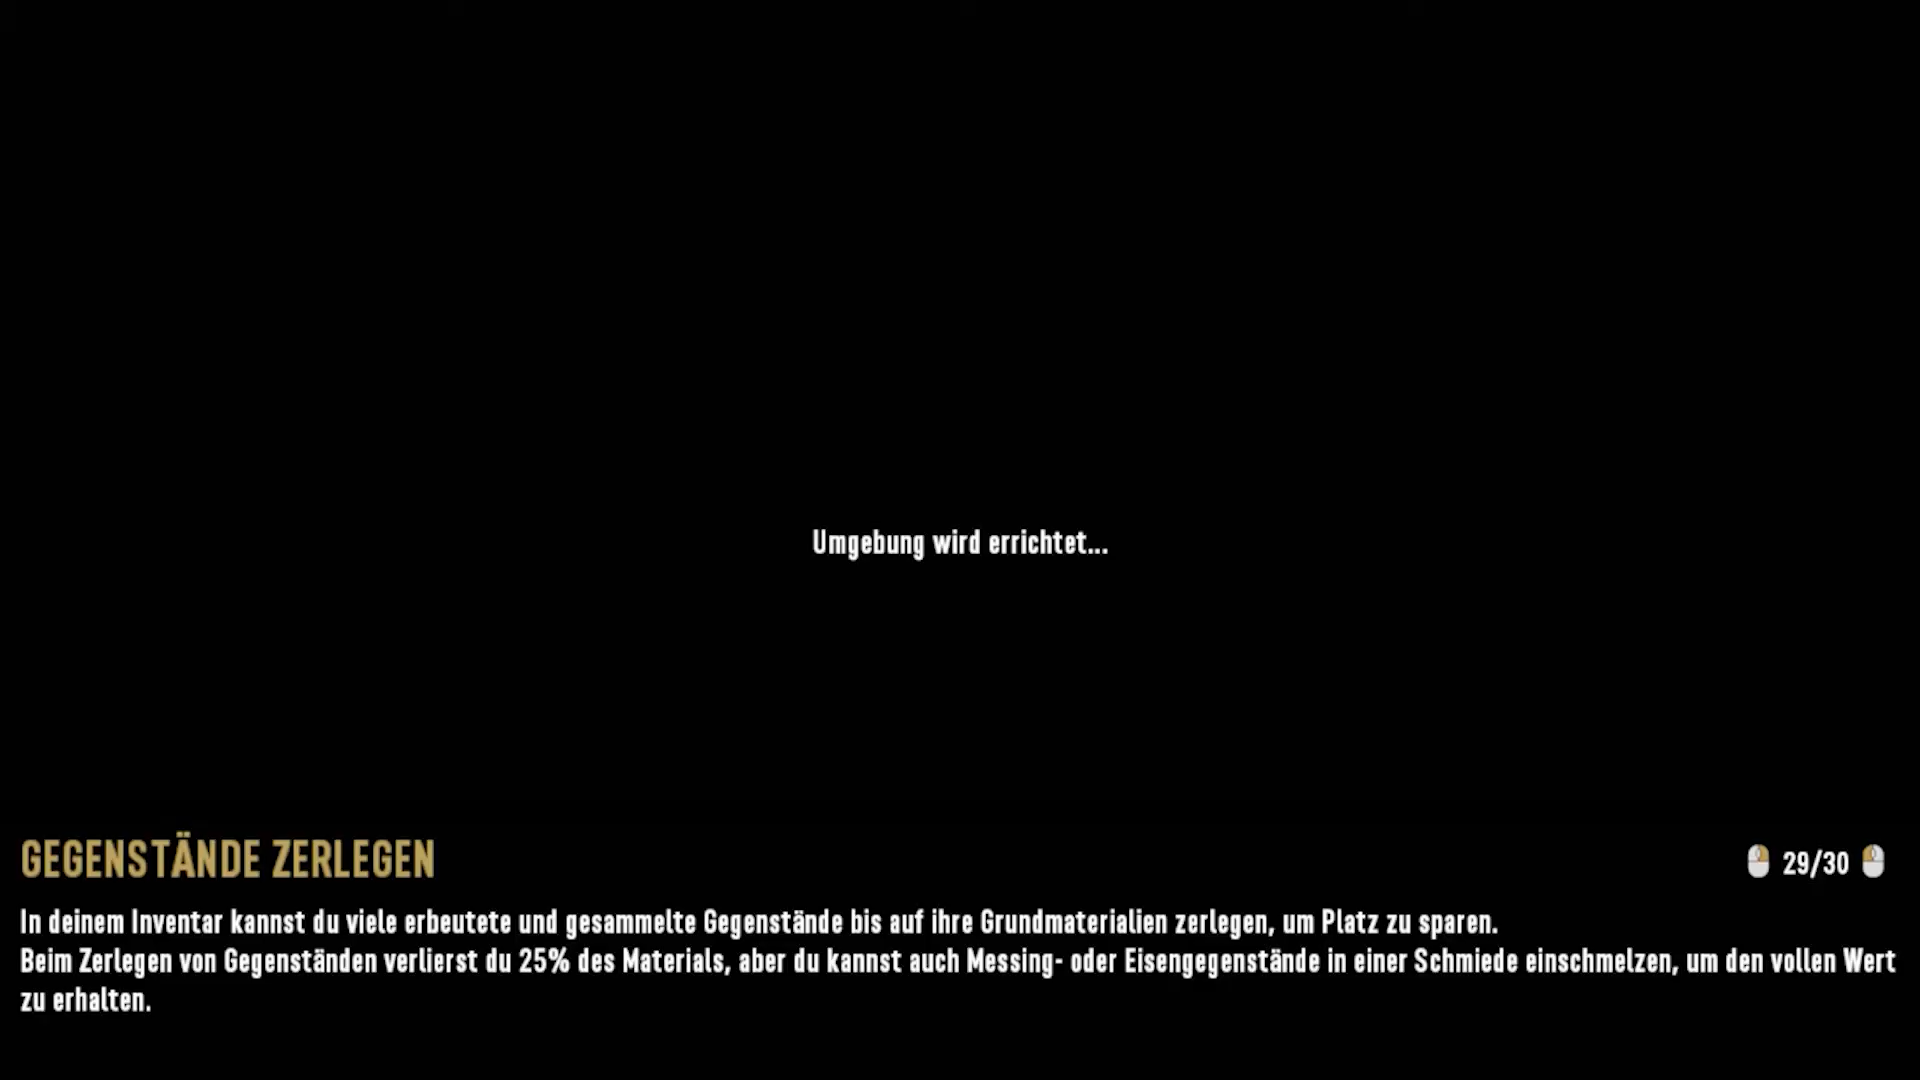 Umgebung wird errichtet...
GEGENSTÄNDE ZERLEGEN
29/30
In deinem Inventar kannst du viele erbeutete und gesammelte Gegenstände bis auf ihre Grundmaterialien zerlegen, um Platz zu sparen.
Beim Zerlegen von Gegenständen verlierst du 25% des Materials, aber du kannst auch Messing- oder Eisengegenstände in einer Schmiede einschmelzen, um den vollen Wert
zu erhalten.